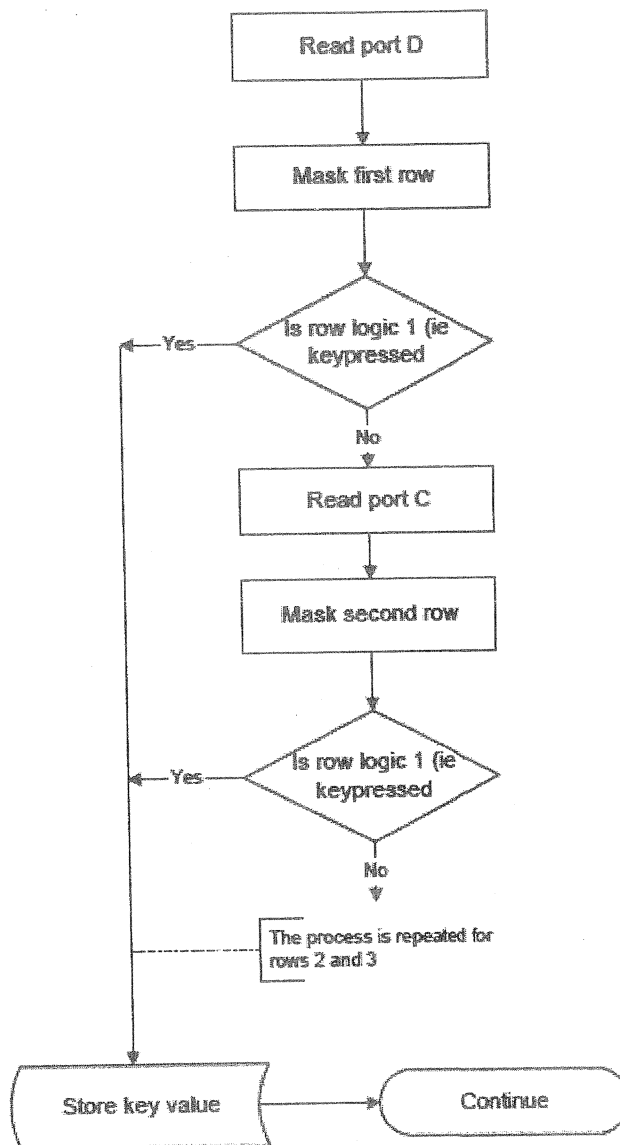 Read port D
Mask first row
Is row logic 1 (ie
keypressed
Yes
No
Read port C
Mask second row
Is row logic 1 (ie
keypressed
Yes
No
The process is repeated for
rows 2 and 3
Store key value
Continue